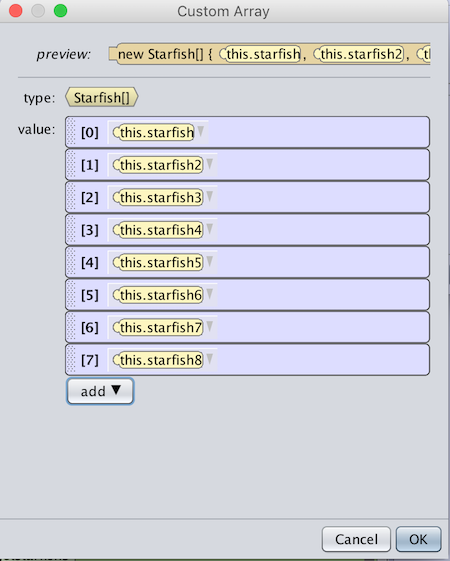 Custom Array
preview: new Starfish[] { this.starfish, this.starfish2,
type: Starfish[]
value: [0] this.starfish
[1] this.starfish2
[2] this.starfish3
[3] this.starfish4
[4] this.starfish5
[5] this.starfish6
[6] this.starfish7
[7] this.starfish8
add
Cancel OK